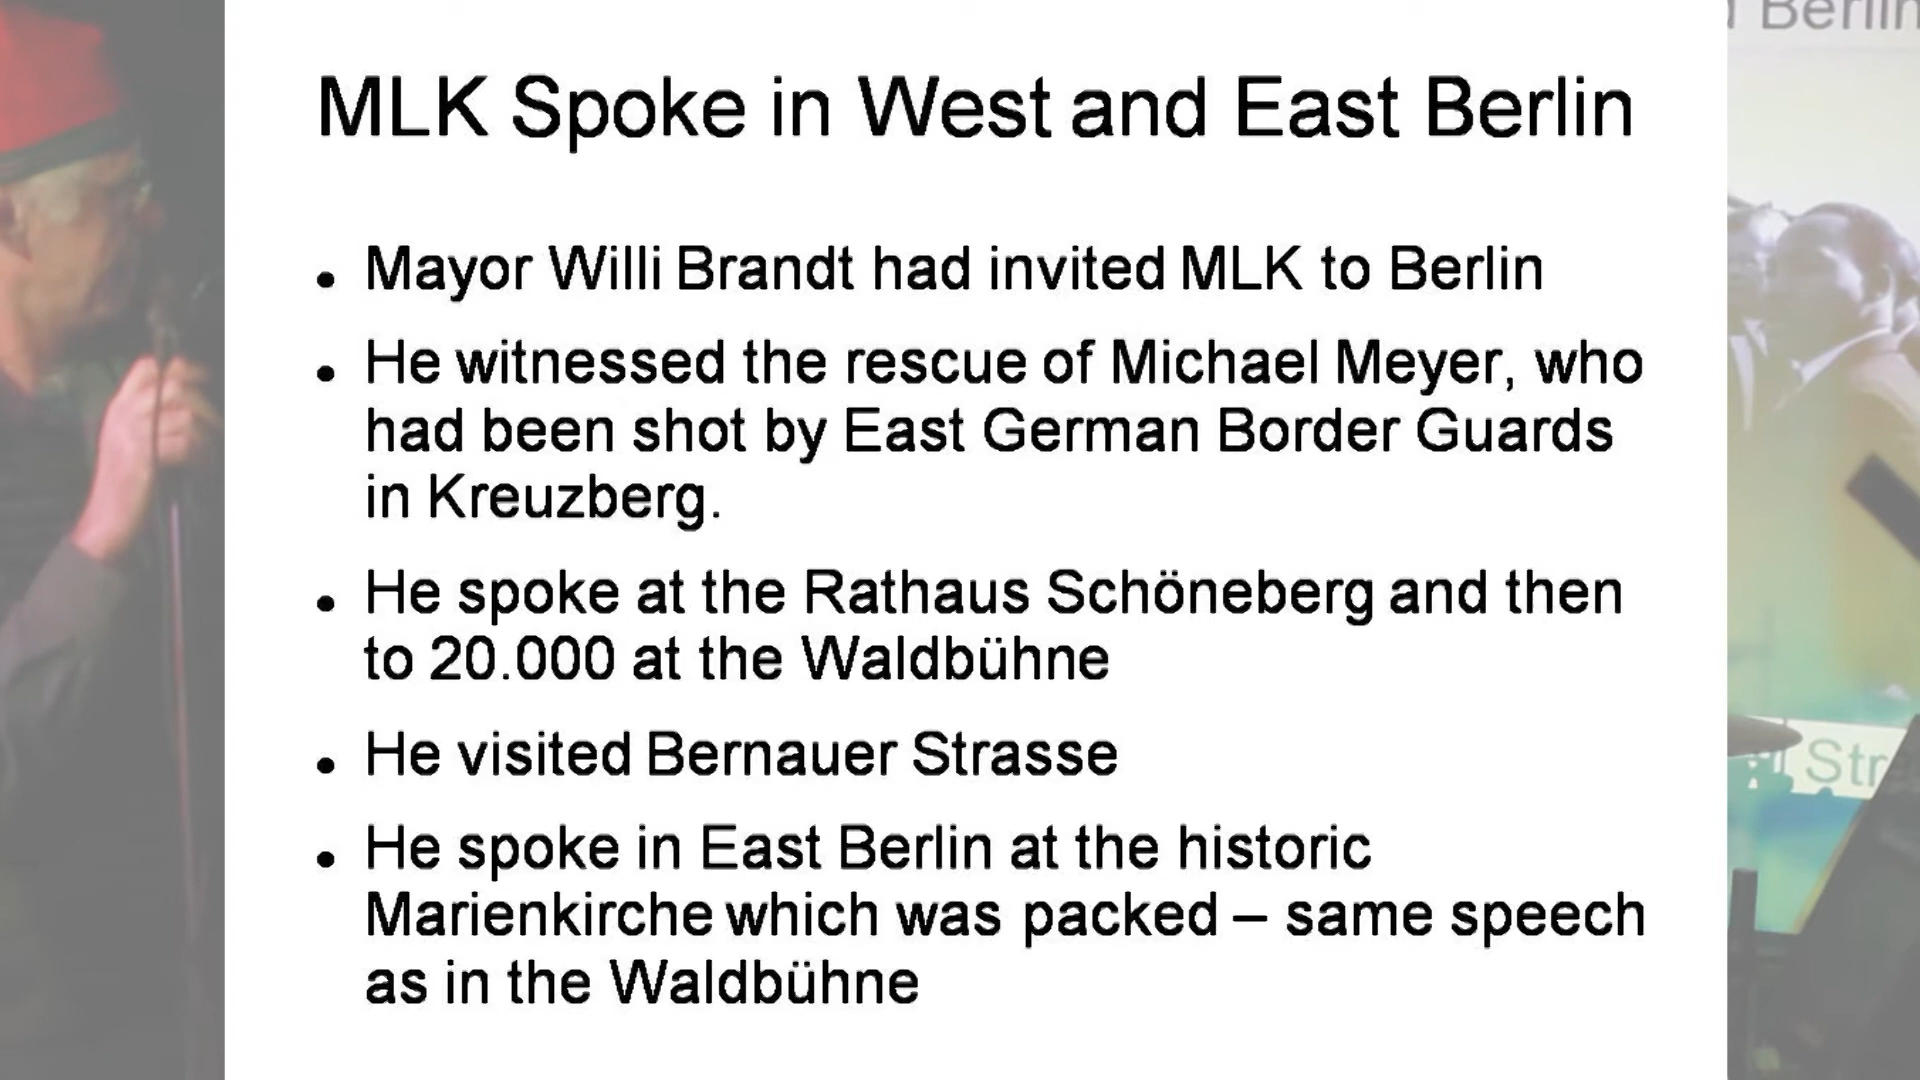 MLK Spoke in West and East Berlin
• Mayor Willi Brandt had invited MLK to Berlin
• He witnessed the rescue of Michael Meyer, who
had been shot by East German Border Guards
in Kreuzberg.
• He spoke at the Rathaus Schöneberg and then
to 20.000 at the Waldbühne
• He visited Bernauer Strasse
• He spoke in East Berlin at the historic
Marienkirche which was packed – same speech
as in the Waldbühne
Berlin